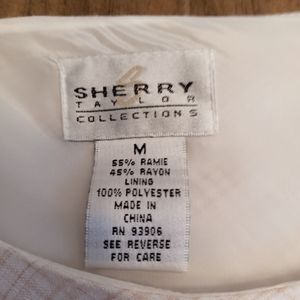 SHERRY
TAYLOR
COLLECTIONS
M
55% RAMIE
45% RAYON
LINING
100% POLYESTER
MADE IN
CHINA
RN 93906
SEE REVERSE
FOR CARE